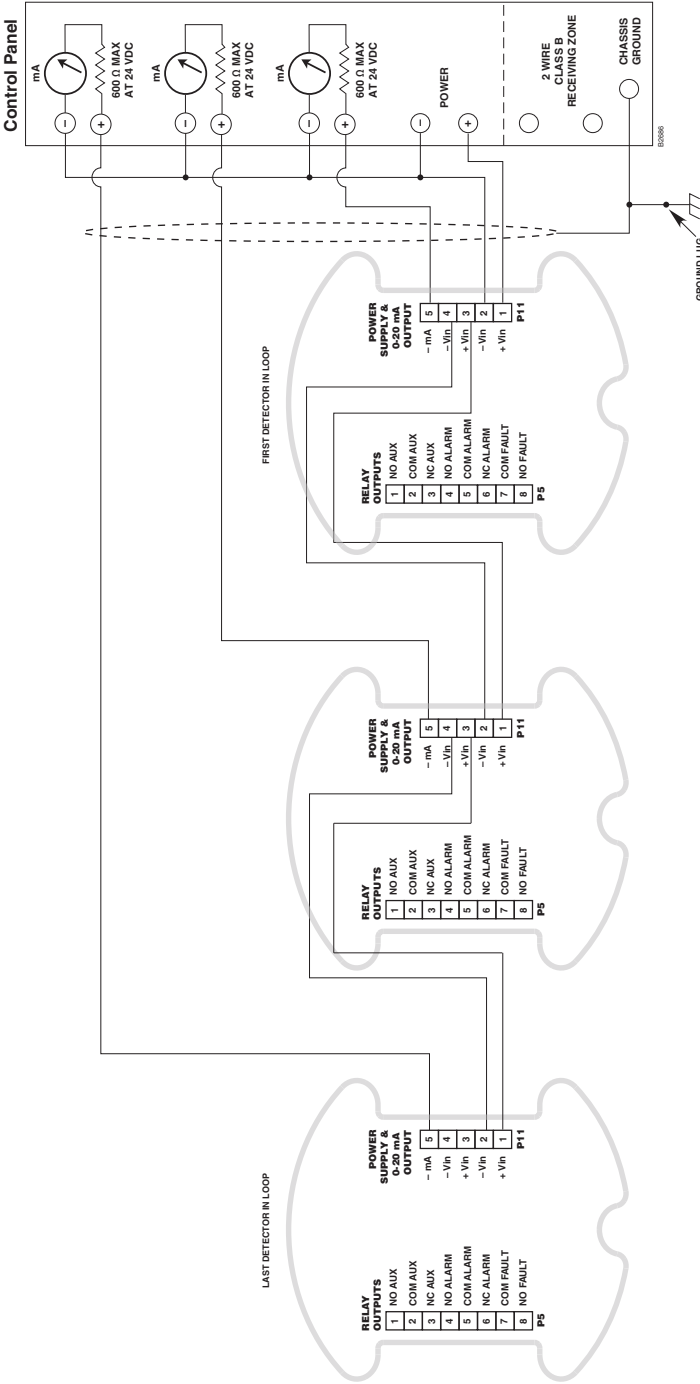 Control Panel
mA
600 Ω MAX
AT 24 VDC
–
+
mA
600 Ω MAX
AT 24 VDC
–
+
mA
600 Ω MAX
AT 24 VDC
–
+
POWER
–
+
2 WIRE
CLASS B
RECEIVING ZONE
CHASSIS
GROUND
B2686
FIRST DETECTOR IN LOOP
POWER
SUPPLY &
0-20 mA
OUTPUT
– mA 5
– Vin 4
+ Vin 3
– Vin 2
+ Vin 1
P11
RELAY
OUTPUTS
1 NO AUX
2 COM AUX
3 NC AUX
4 NO ALARM
5 COM ALARM
6 NC ALARM
7 COM FAULT
8 NO FAULT
P5
POWER
SUPPLY &
0-20 mA
OUTPUT
– mA 5
– Vin 4
+ Vin 3
– Vin 2
+ Vin 1
P11
RELAY
OUTPUTS
1 NO AUX
2 COM AUX
3 NC AUX
4 NO ALARM
5 COM ALARM
6 NC ALARM
7 COM FAULT
8 NO FAULT
P5
LAST DETECTOR IN LOOP
POWER
SUPPLY &
0-20 mA
OUTPUT
– mA 5
– Vin 4
+ Vin 3
– Vin 2
+ Vin 1
P11
RELAY
OUTPUTS
1 NO AUX
2 COM AUX
3 NC AUX
4 NO ALARM
5 COM ALARM
6 NC ALARM
7 COM FAULT
8 NO FAULT
P5